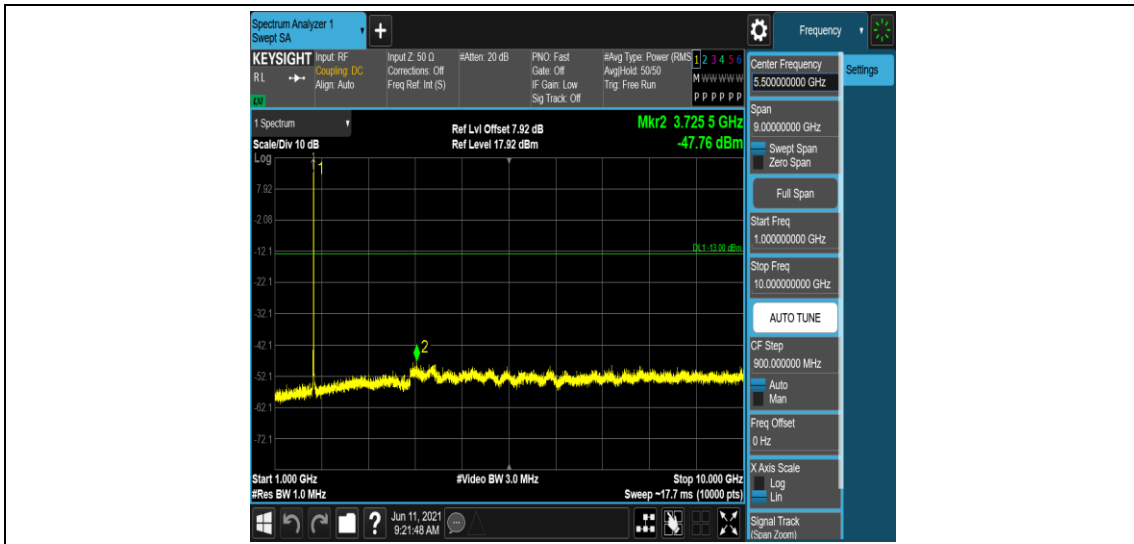 Spectrum Analyzer 1
Swept SA
+
Frequency
KEYSIGHT
RL
LXI
Input: RF
Coupling: DC
Align: Auto
Input Z: 50 Ω
Corrections: Off
Freq Ref: Int (S)
#Atten: 20 dB
PNO: Fast
Gate: Off
IF Gain: Low
Sig Track: Off
#Avg Type: Power (RMS
Avg|Hold: 50/50
Trig: Free Run
1 2 3 4 5 6
M W W W W W
P P P P P P
1 Spectrum
Scale/Div 10 dB
Ref Lvl Offset 7.92 dB
Ref Level 17.92 dBm
Mkr2 3.725 5 GHz
-47.76 dBm
Log
1
7.92
-2.08
-12.1
DL1 -13.00 dBm
-22.1
-32.1
-42.1
2
-52.1
-62.1
-72.1
Start 1.000 GHz
#Res BW 1.0 MHz
#Video BW 3.0 MHz
Stop 10.000 GHz
Sweep ~17.7 ms (10000 pts)
Center Frequency
5.500000000 GHz
Settings
Span
9.00000000 GHz
Swept Span
Zero Span
Full Span
Start Freq
1.000000000 GHz
Stop Freq
10.000000000 GHz
AUTO TUNE
CF Step
900.000000 MHz
Auto
Man
Freq Offset
0 Hz
X Axis Scale
Log
Lin
Signal Track
(Span Zoom)
?
Jun 11, 2021
9:21:48 AM